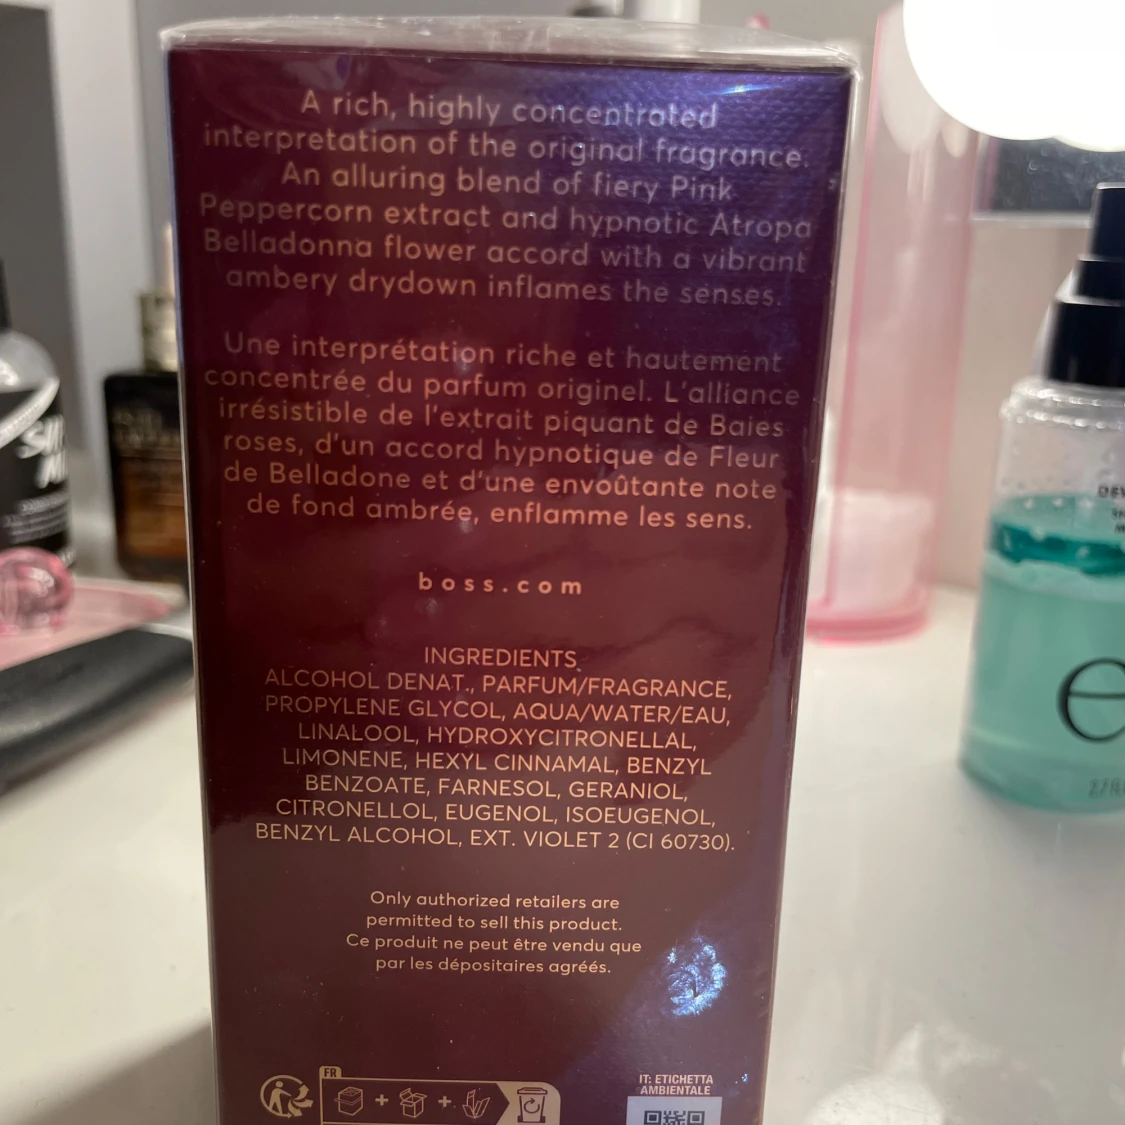 A rich, highly concentrated
interpretation of the original fragrance.
An alluring blend of fiery Pink
Peppercorn extract and hypnotic Atropa
Belladonna flower accord with a vibrant
ambery drydown inflames the senses.
Une interprétation riche et hautement
concentrée du parfum originel. L'alliance
irrésistible de l'extrait piquant de Baies
roses, d'un accord hypnotique de Fleur
de Belladone et d'une envoûtante note
de fond ambrée, enflamme les sens.
boss.com
INGREDIENTS
ALCOHOL DENAT., PARFUM/FRAGRANCE,
PROPYLENE GLYCOL, AQUA/WATER/EAU,
LINALOOL, HYDROXYCITRONELLAL,
LIMONENE, HEXYL CINNAMAL, BENZYL
BENZOATE, FARNESOL, GERANIOL,
CITRONELLOL, EUGENOL, ISOEUGENOL,
BENZYL ALCOHOL, EXT. VIOLET 2 (CI 60730).
Only authorized retailers are
permitted to sell this product.
Ce produit ne peut être vendu que
par les dépositaires agréés.
FR
IT: ETICHETTA
AMBIENTALE
e